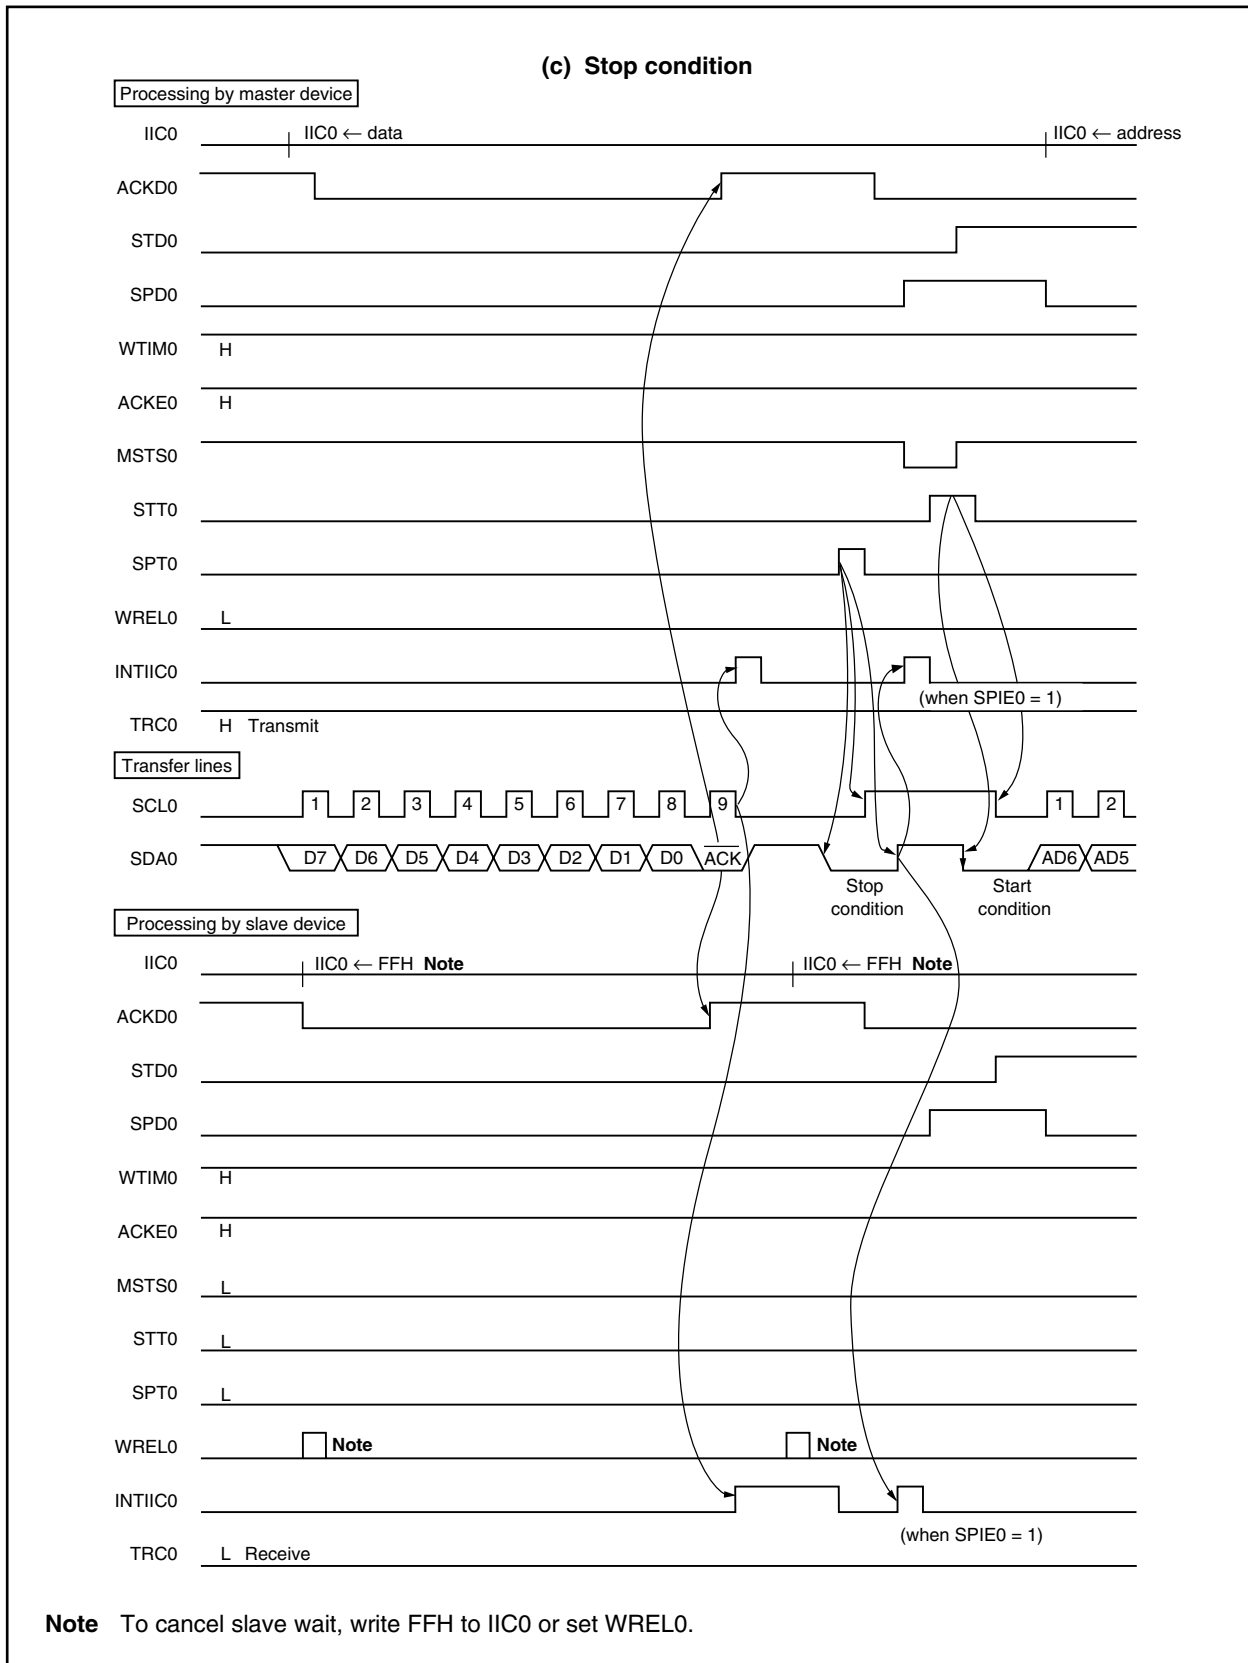 (c) Stop condition
Processing by master device
IIC0 IIC0 ← data IIC0 ← address
ACKD0
STD0
SPD0
WTIM0 H
ACKE0 H
MSTS0
STT0
SPT0
WREL0 L
INTIIC0
(when SPIE0 = 1)
TRC0 H Transmit
Transfer lines
SCL0 1 2 3 4 5 6 7 8 9 1 2
SDA0 D7 D6 D5 D4 D3 D2 D1 D0 A̅C̅K̅ AD6 AD5
Stop Start
condition condition
Processing by slave device
IIC0 IIC0 ← FFH Note IIC0 ← FFH Note
ACKD0
STD0
SPD0
WTIM0 H
ACKE0 H
MSTS0 L
STT0 L
SPT0 L
WREL0 Note Note
INTIIC0
(when SPIE0 = 1)
TRC0 L Receive
Note To cancel slave wait, write FFH to IIC0 or set WREL0.